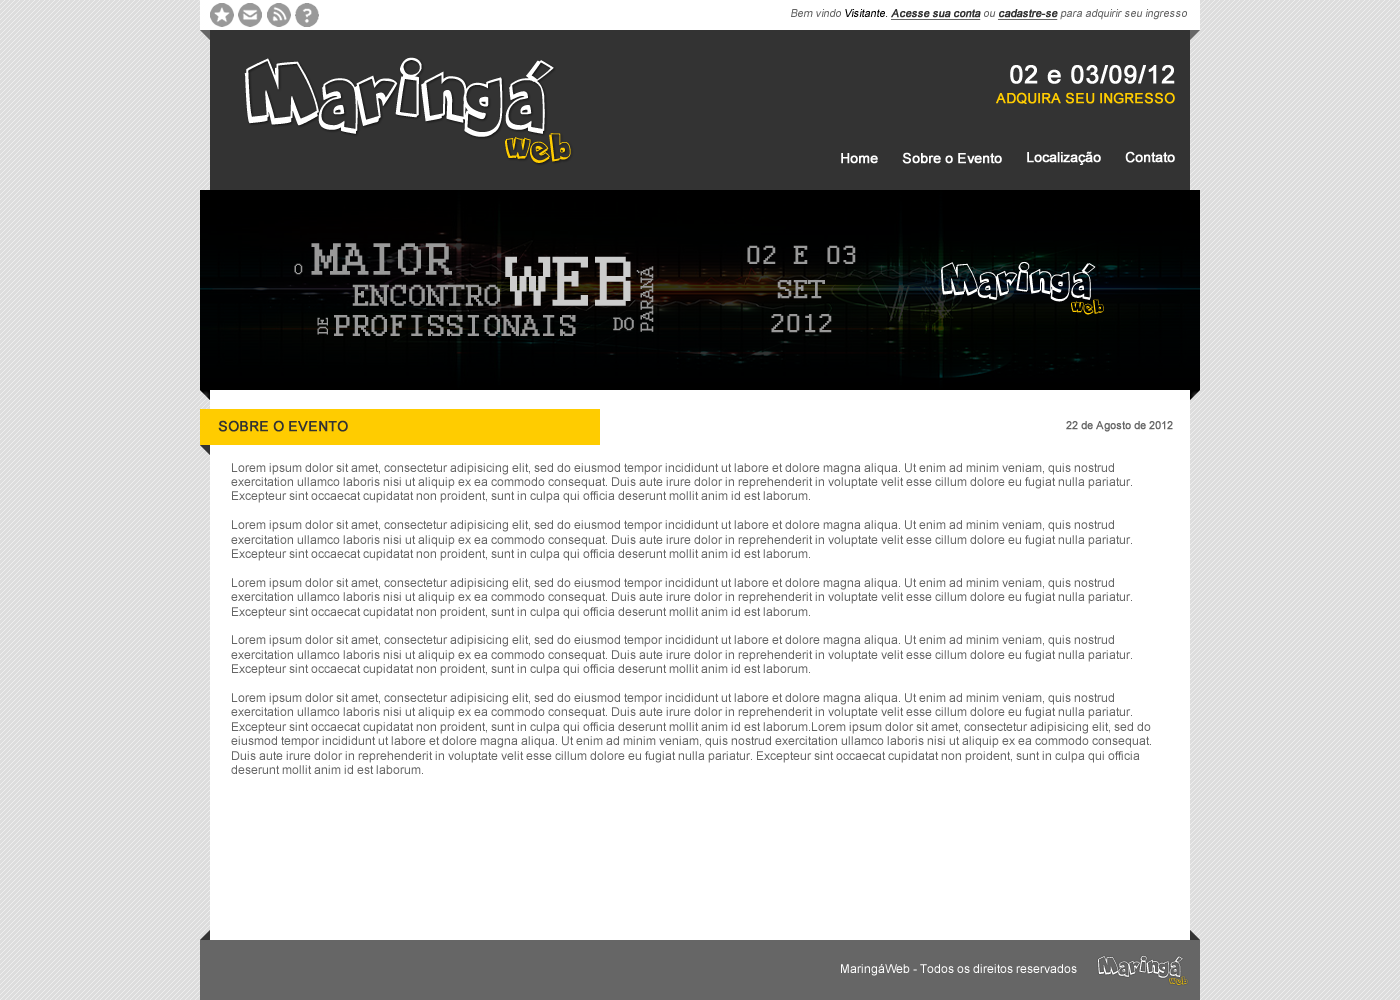 Bem vindo Visitante. Acesse sua conta ou cadastre-se para adquirir seu ingresso
Maringá
web
02 e 03/09/12
ADQUIRA SEU INGRESSO
Home Sobre o Evento Localização Contato
O MAIOR
ENCONTRO WEB
DE PROFISSIONAIS DO PARANÁ
02 E 03
SET
2012
Maringá
web
SOBRE O EVENTO
22 de Agosto de 2012
Lorem ipsum dolor sit amet, consectetur adipisicing elit, sed do eiusmod tempor incididunt ut labore et dolore magna aliqua. Ut enim ad minim veniam, quis nostrud
exercitation ullamco laboris nisi ut aliquip ex ea commodo consequat. Duis aute irure dolor in reprehenderit in voluptate velit esse cillum dolore eu fugiat nulla pariatur.
Excepteur sint occaecat cupidatat non proident, sunt in culpa qui officia deserunt mollit anim id est laborum.
Lorem ipsum dolor sit amet, consectetur adipisicing elit, sed do eiusmod tempor incididunt ut labore et dolore magna aliqua. Ut enim ad minim veniam, quis nostrud
exercitation ullamco laboris nisi ut aliquip ex ea commodo consequat. Duis aute irure dolor in reprehenderit in voluptate velit esse cillum dolore eu fugiat nulla pariatur.
Excepteur sint occaecat cupidatat non proident, sunt in culpa qui officia deserunt mollit anim id est laborum.
Lorem ipsum dolor sit amet, consectetur adipisicing elit, sed do eiusmod tempor incididunt ut labore et dolore magna aliqua. Ut enim ad minim veniam, quis nostrud
exercitation ullamco laboris nisi ut aliquip ex ea commodo consequat. Duis aute irure dolor in reprehenderit in voluptate velit esse cillum dolore eu fugiat nulla pariatur.
Excepteur sint occaecat cupidatat non proident, sunt in culpa qui officia deserunt mollit anim id est laborum.
Lorem ipsum dolor sit amet, consectetur adipisicing elit, sed do eiusmod tempor incididunt ut labore et dolore magna aliqua. Ut enim ad minim veniam, quis nostrud
exercitation ullamco laboris nisi ut aliquip ex ea commodo consequat. Duis aute irure dolor in reprehenderit in voluptate velit esse cillum dolore eu fugiat nulla pariatur.
Excepteur sint occaecat cupidatat non proident, sunt in culpa qui officia deserunt mollit anim id est laborum.
Lorem ipsum dolor sit amet, consectetur adipisicing elit, sed do eiusmod tempor incididunt ut labore et dolore magna aliqua. Ut enim ad minim veniam, quis nostrud
exercitation ullamco laboris nisi ut aliquip ex ea commodo consequat. Duis aute irure dolor in reprehenderit in voluptate velit esse cillum dolore eu fugiat nulla pariatur.
Excepteur sint occaecat cupidatat non proident, sunt in culpa qui officia deserunt mollit anim id est laborum.Lorem ipsum dolor sit amet, consectetur adipisicing elit, sed do
eiusmod tempor incididunt ut labore et dolore magna aliqua. Ut enim ad minim veniam, quis nostrud exercitation ullamco laboris nisi ut aliquip ex ea commodo consequat.
Duis aute irure dolor in reprehenderit in voluptate velit esse cillum dolore eu fugiat nulla pariatur. Excepteur sint occaecat cupidatat non proident, sunt in culpa qui officia
deserunt mollit anim id est laborum.
MaringáWeb - Todos os direitos reservados
Maringá
web